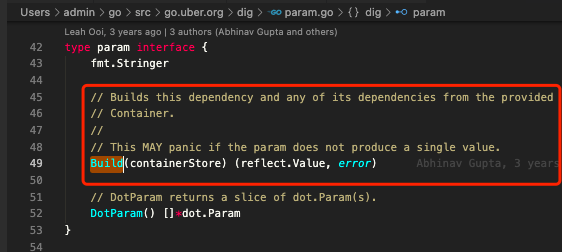 Users > admin > go > src > go.uber.org > dig > param.go > {} dig > param
Leah Ooi, 3 years ago | 3 authors (Abhinav Gupta and others)
42 type param interface {
43 fmt.Stringer
44
45 // Builds this dependency and any of its dependencies from the provided
46 // Container.
47 //
48 // This MAY panic if the param does not produce a single value.
49 Build(containerStore) (reflect.Value, error) Abhinav Gupta, 3 years
50
51 // DotParam returns a slice of dot.Param(s).
52 DotParam() []*dot.Param
53 }